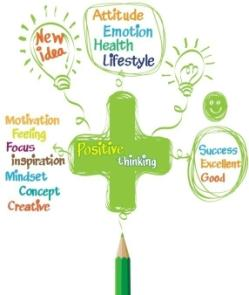 New
idea
Attitude
Emotion
Health
Lifestyle
Motivation
Feeling
Focus
inspiration
Mindset
Concept
Creative
Positive
thinking
Success
Excellent
Good